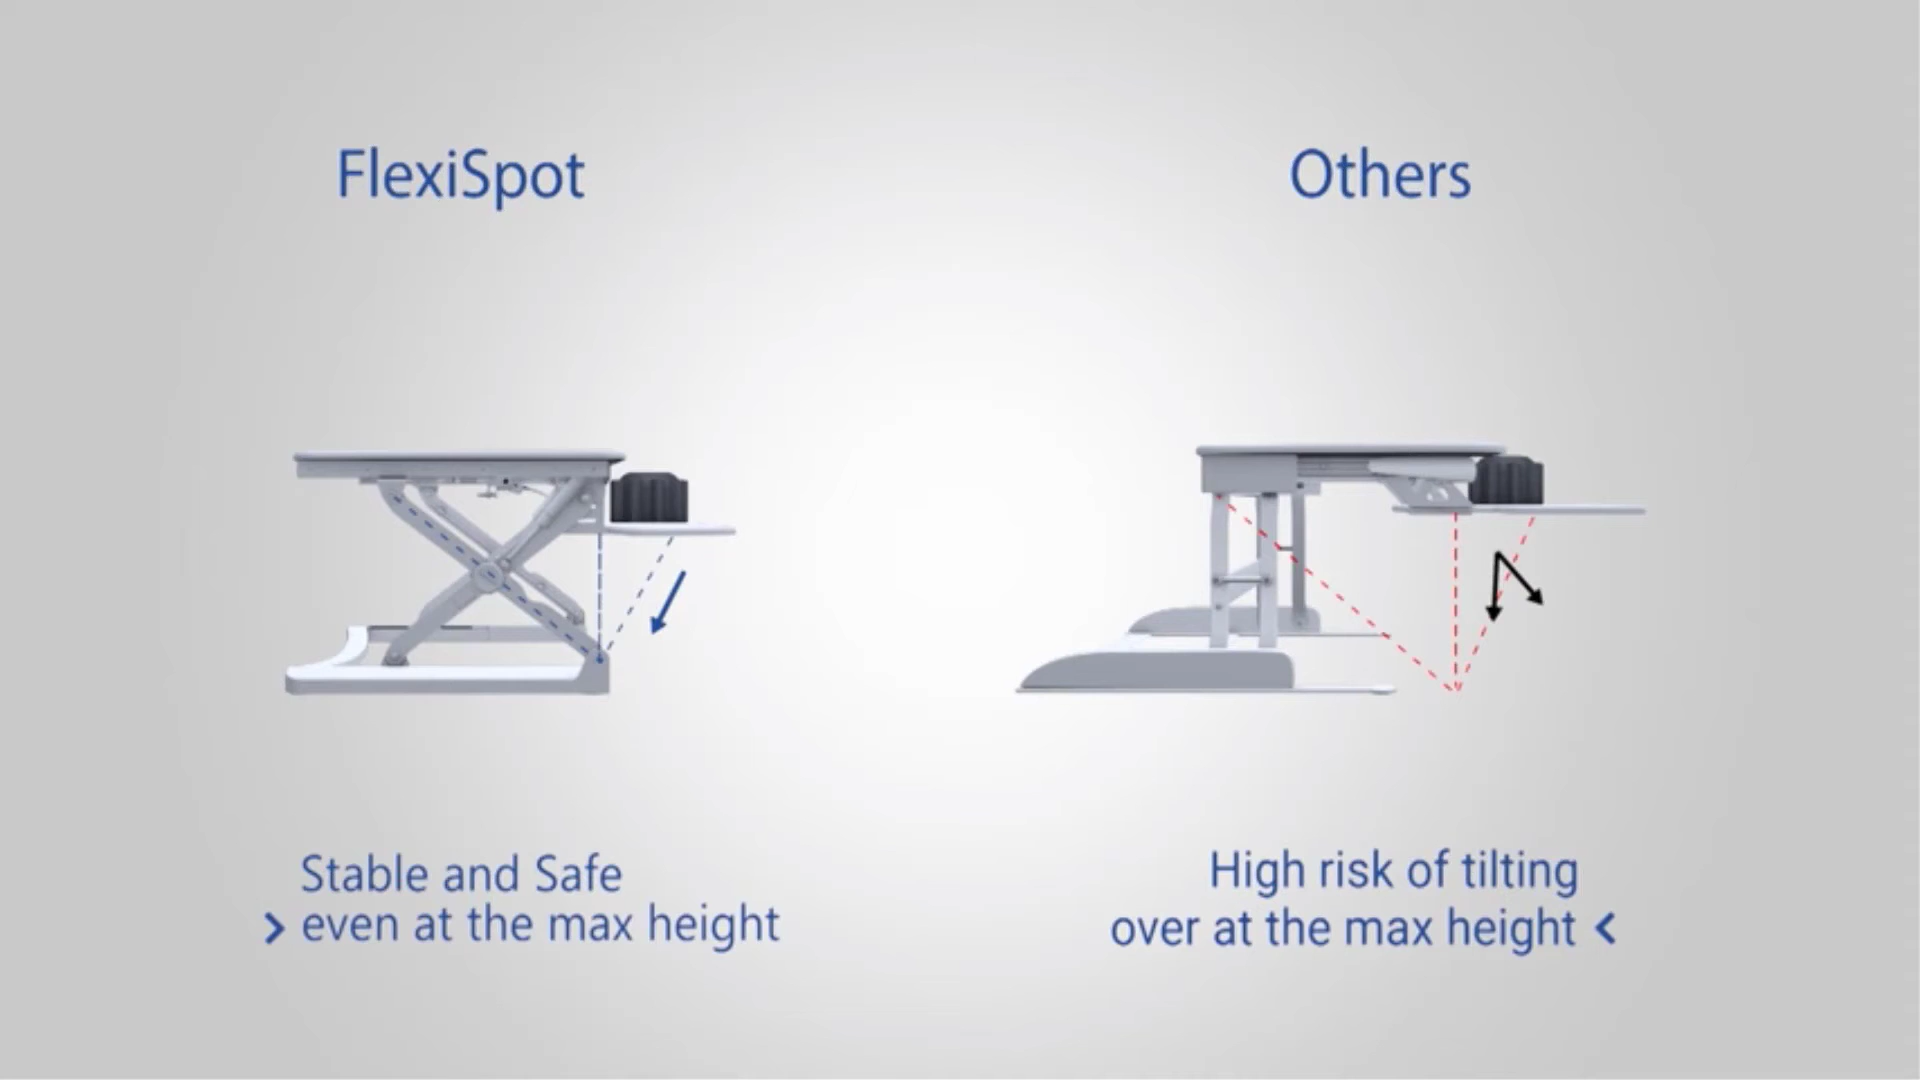 FlexiSpot
Others
Stable and Safe
> even at the max height
High risk of tilting
over at the max height <